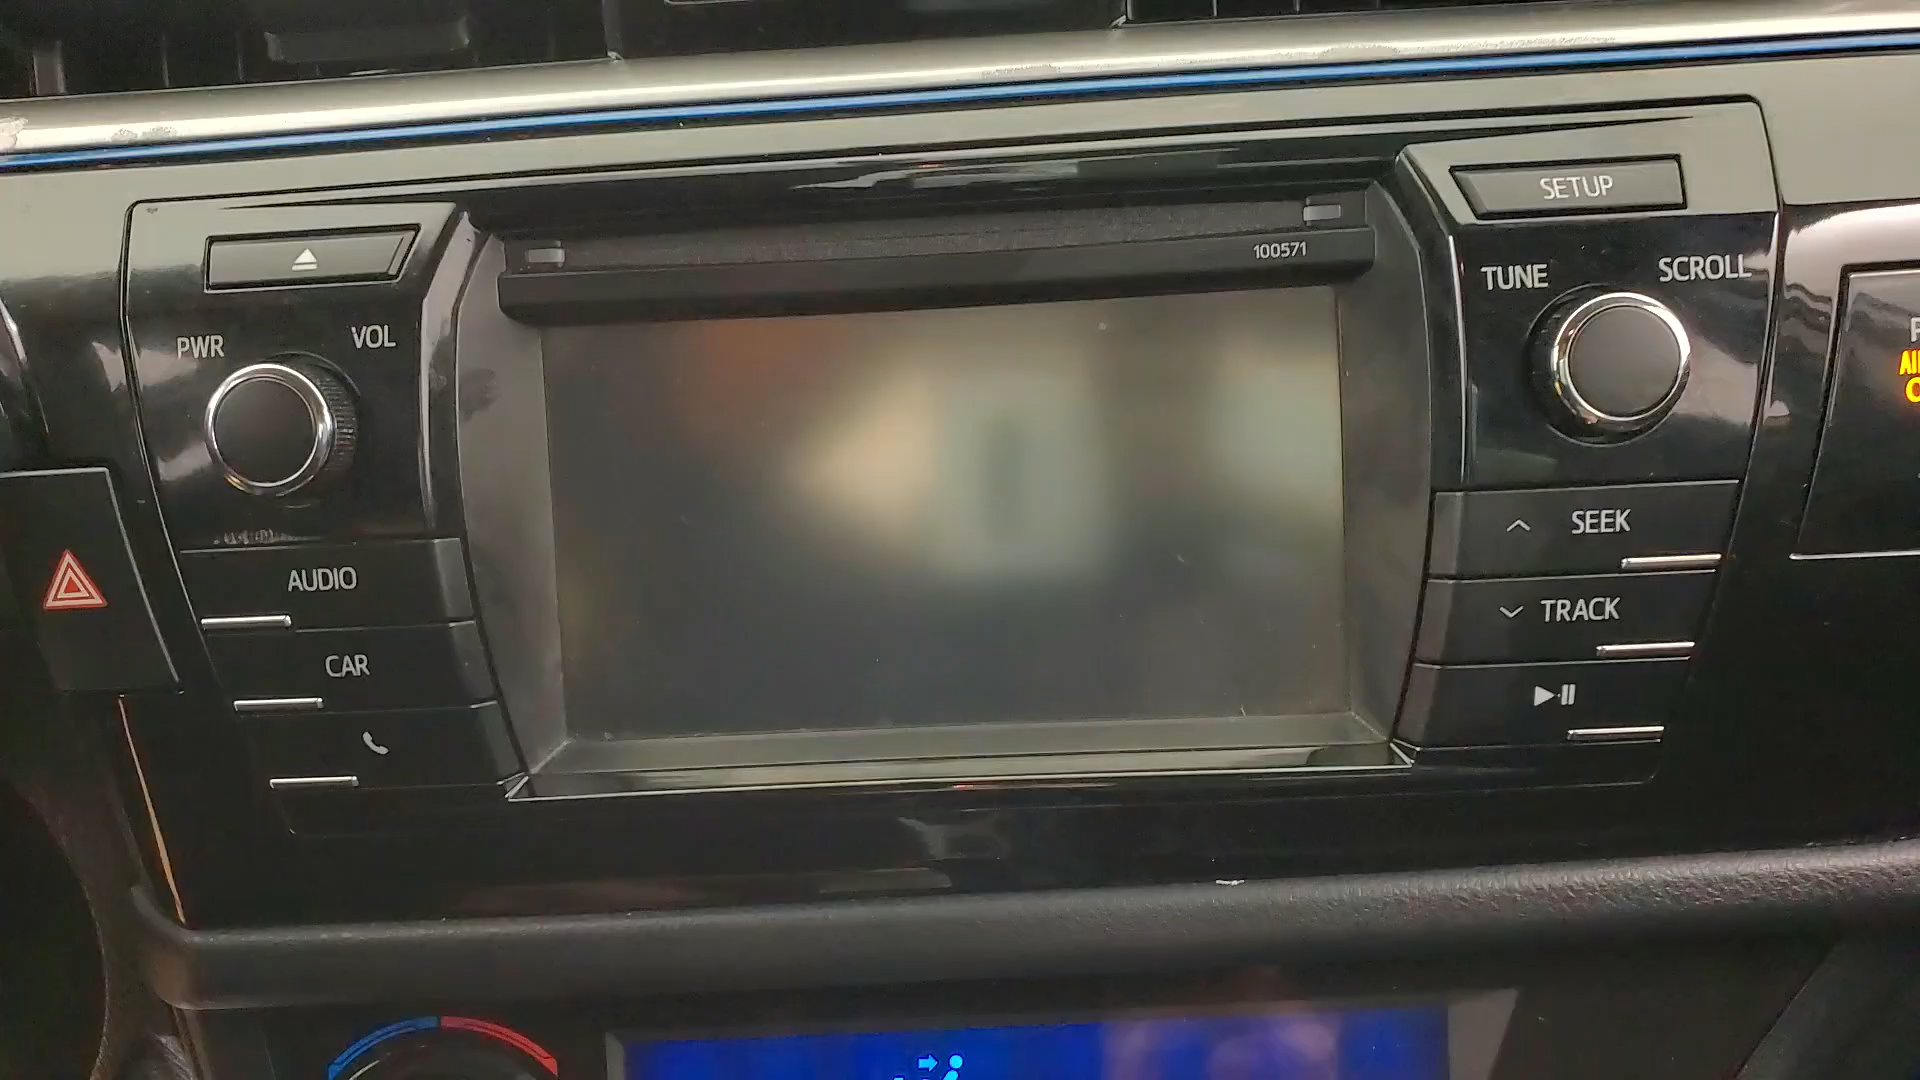 SETUP
100571
TUNE
SCROLL
PWR
VOL
SEEK
AUDIO
TRACK
CAR